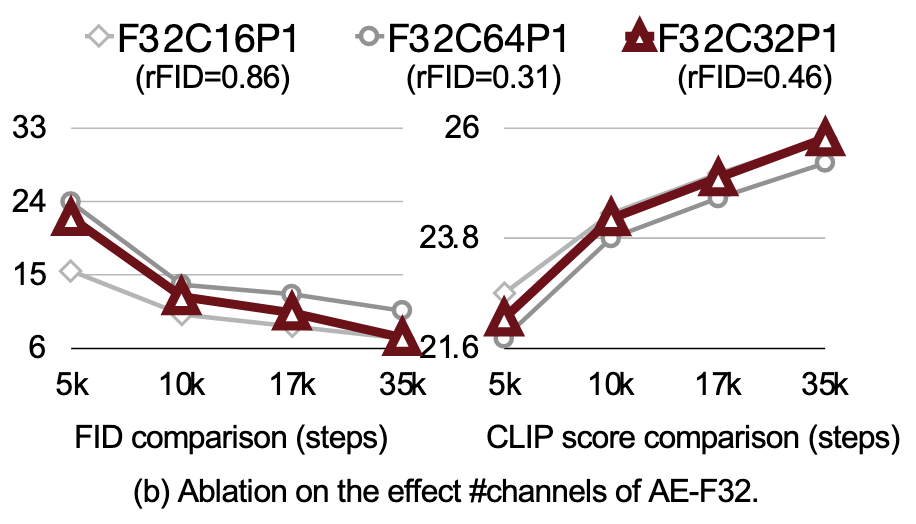 F32C16P1 F32C64P1 F32C32P1
(rFID=0.86) (rFID=0.31) (rFID=0.46)
33
24
15
6
5k 10k 17k 35k
FID comparison (steps)
26
23.8
21.6
5k 10k 17k 35k
CLIP score comparison (steps)
(b) Ablation on the effect #channels of AE-F32.